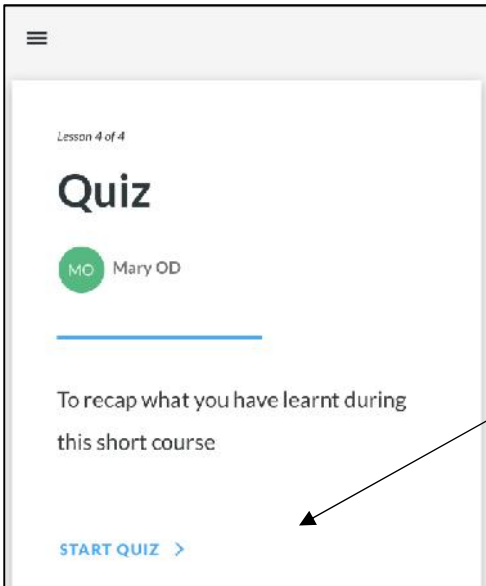 Lesson 4 of 4
Quiz
MO Mary OD
To recap what you have learnt during
this short course
START QUIZ